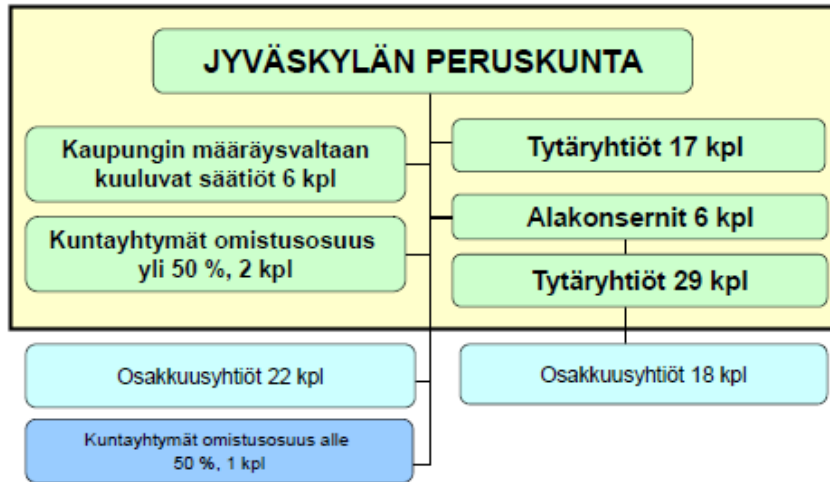 JYVÄSKYLÄN PERUSKUNTA
Kaupungin määräysvaltaan
kuuluvat säätiöt 6 kpl
Tytäryhtiöt 17 kpl
Kuntayhtymät omistusosuus
yli 50 %, 2 kpl
Alakonsernit 6 kpl
Tytäryhtiöt 29 kpl
Osakkuusyhtiöt 22 kpl
Osakkuusyhtiöt 18 kpl
Kuntayhtymät omistusosuus alle
50 %, 1 kpl